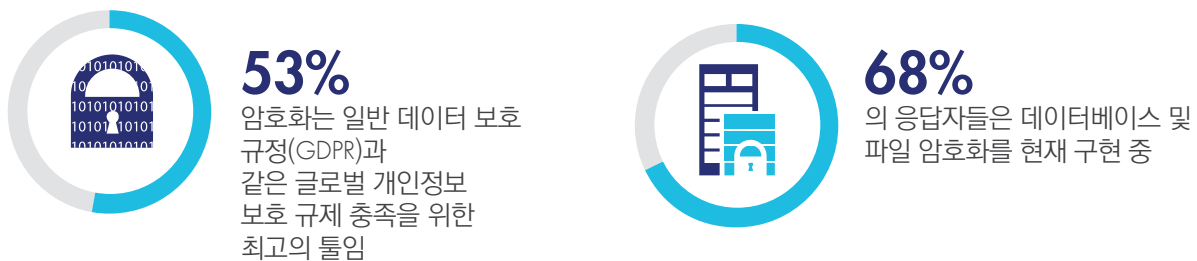 53%
암호화는 일반 데이터 보호
규정(GDPR)과
같은 글로벌 개인정보
보호 규제 충족을 위한
최고의 툴임
68%
의 응답자들은 데이터베이스 및
파일 암호화를 현재 구현 중